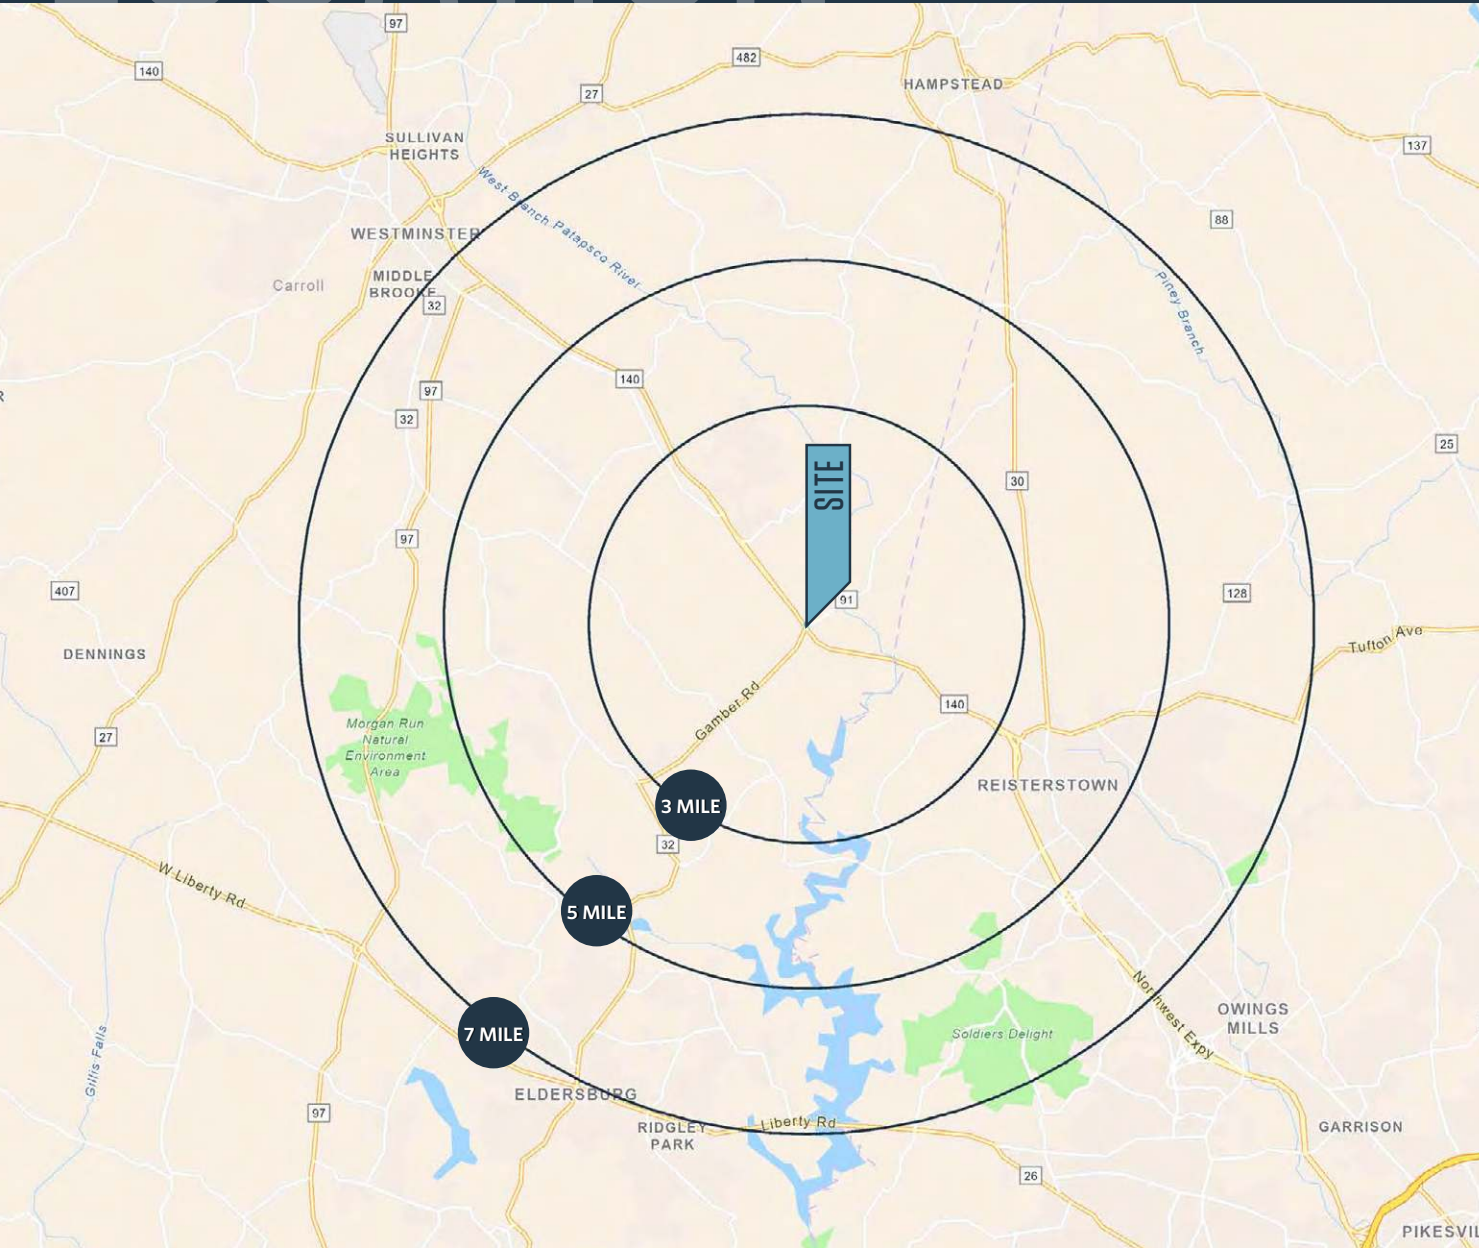 97
140
482
27
HAMPSTEAD
SULLIVAN
HEIGHTS
137
West Branch Patapsco River
88
WESTMINSTER
MIDDLE
BROOKE
Carroll
32
Piney Branch
140
97
32
25
SITE
30
97
407
91
128
DENNINGS
Tufton Ave
Gamber Rd
140
Morgan Run
Natural
Environment
Area
27
REISTERSTOWN
3 MILE
32
W Liberty Rd
5 MILE
Northwest Expy
OWINGS
MILLS
7 MILE
Soldiers Delight
Gillis Falls
ELDERSBURG
97
RIDGLEY
PARK
Liberty Rd
GARRISON
26
PIKESVIL